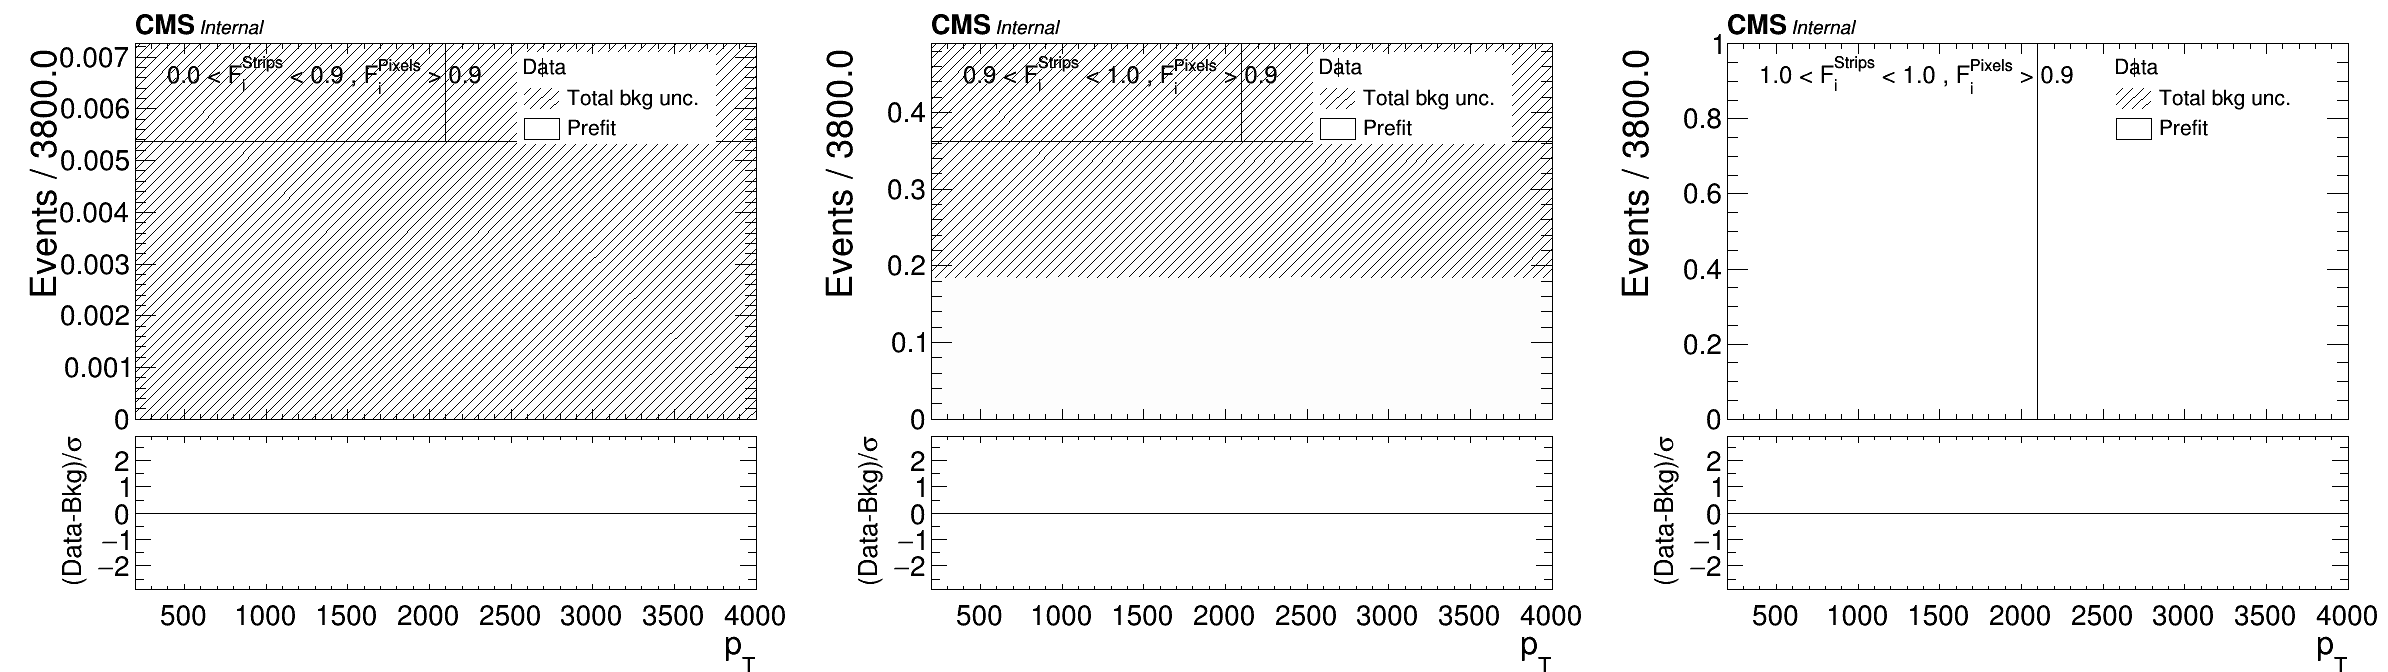 CMS Internal
0.0 < F_i^Strips < 0.9 , F_i^Pixels > 0.9
Data
Total bkg unc.
Prefit
Events / 3800.0
0.007
0.006
0.005
0.004
0.003
0.002
0.001
0
(Data-Bkg)/σ
2
1
0
−1
−2
500 1000 1500 2000 2500 3000 3500 4000
p_T
CMS Internal
0.9 < F_i^Strips < 1.0 , F_i^Pixels > 0.9
Data
Total bkg unc.
Prefit
Events / 3800.0
0.4
0.3
0.2
0.1
0
(Data-Bkg)/σ
2
1
0
−1
−2
500 1000 1500 2000 2500 3000 3500 4000
p_T
CMS Internal
1.0 < F_i^Strips < 1.0 , F_i^Pixels > 0.9
Data
Total bkg unc.
Prefit
Events / 3800.0
1
0.8
0.6
0.4
0.2
0
(Data-Bkg)/σ
2
1
0
−1
−2
500 1000 1500 2000 2500 3000 3500 4000
p_T